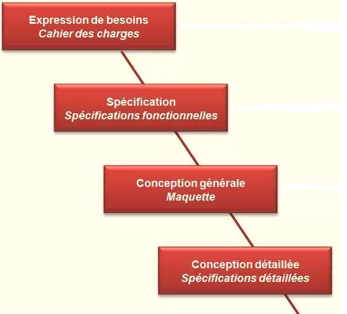 Expression de besoins
Cahier des charges
Spécification
Spécifications fonctionnelles
Conception générale
Maquette
Conception détaillée
Spécifications détaillées